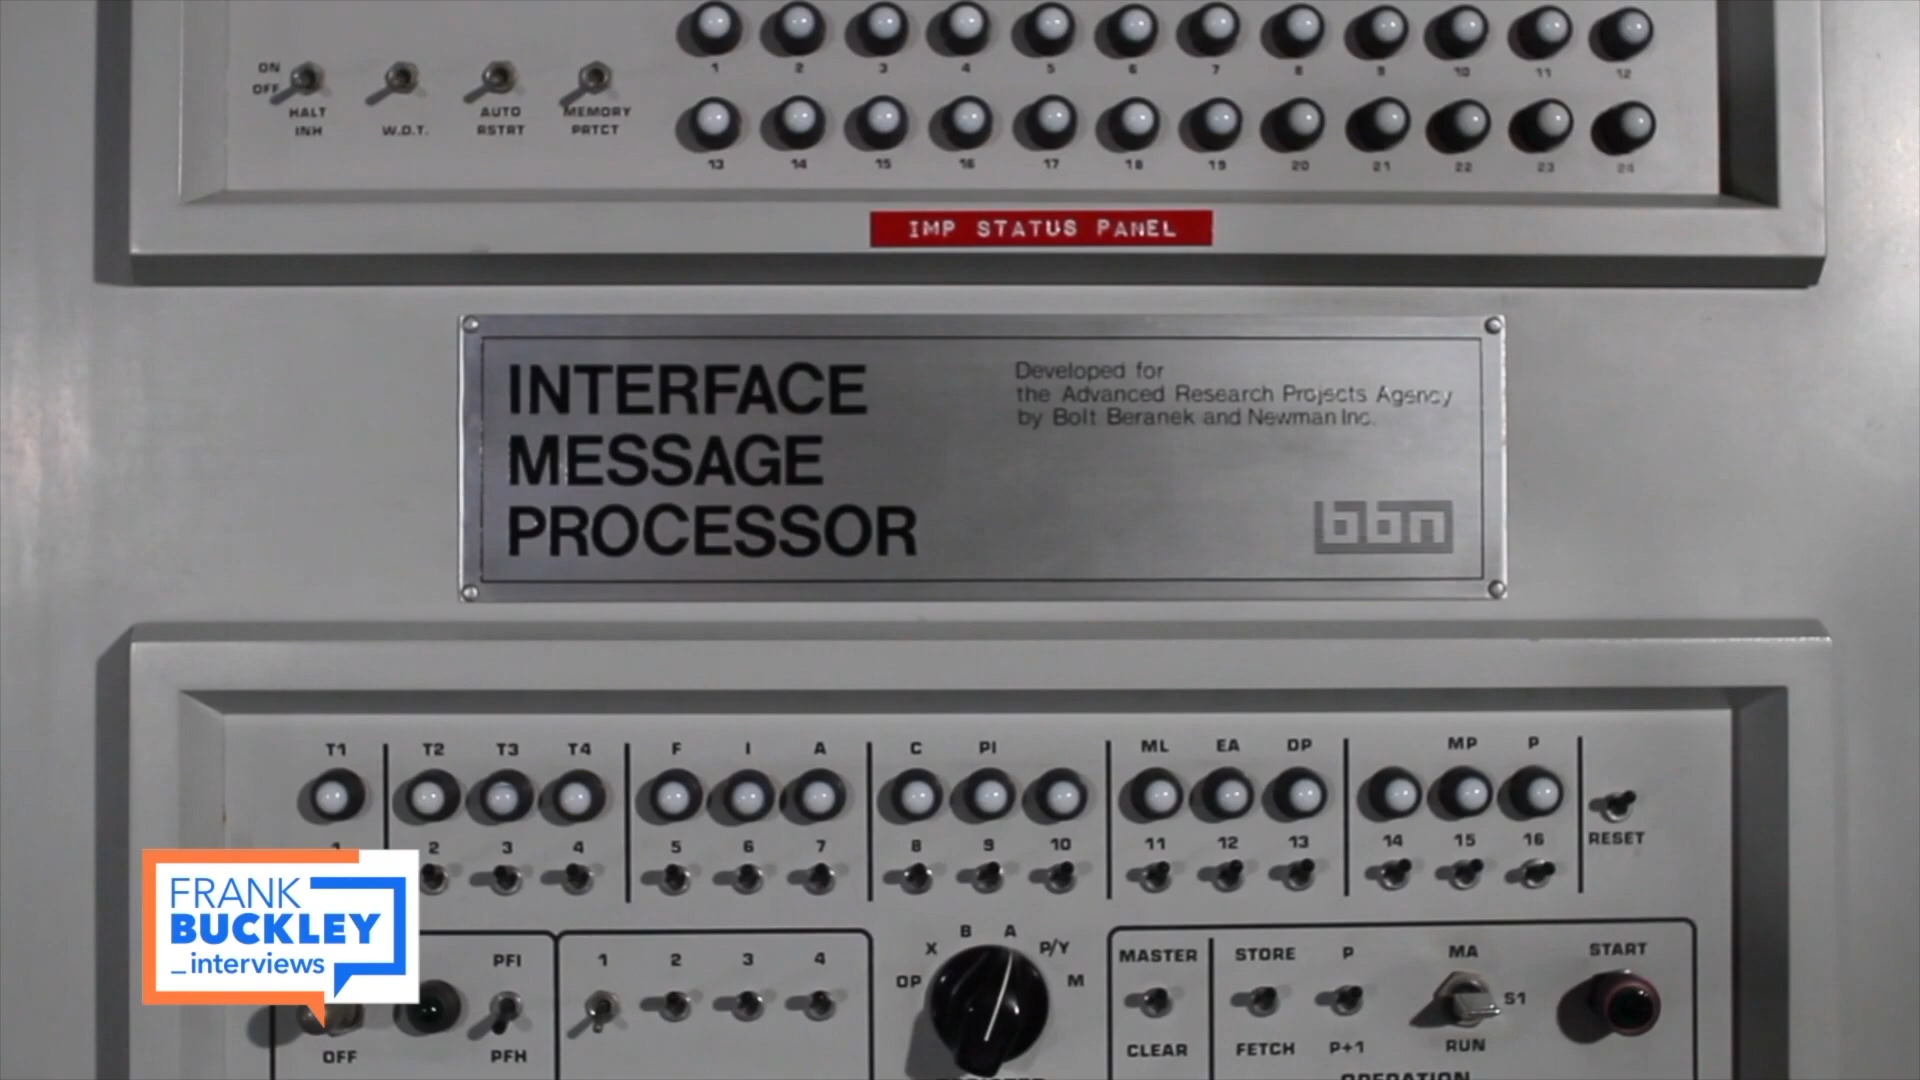 1 2 3 4 5 6 7 8 9 10 11 12
ON
OFF
HALT
INH
W.D.T.
AUTO
RSTRT
MEMORY
PRTCT
13 14 15 16 17 18 19 20 21 22 23 24
IMP STATUS PANEL
INTERFACE
MESSAGE
PROCESSOR
Developed for
the Advanced Research Projects Agency
by Bolt Beranek and Newman Inc.
bbn
T1 T2 T3 T4 F I A C PI ML EA DP MP P
1 2 3 4 5 6 7 8 9 10 11 12 13 14 15 16
RESET
FRANK
BUCKLEY
_interviews
OFF
PFI
PFH
1 2 3 4
OP X B A P/Y M
MASTER
CLEAR
STORE
FETCH
P
P+1
MA
S1
RUN
START
OPERATION